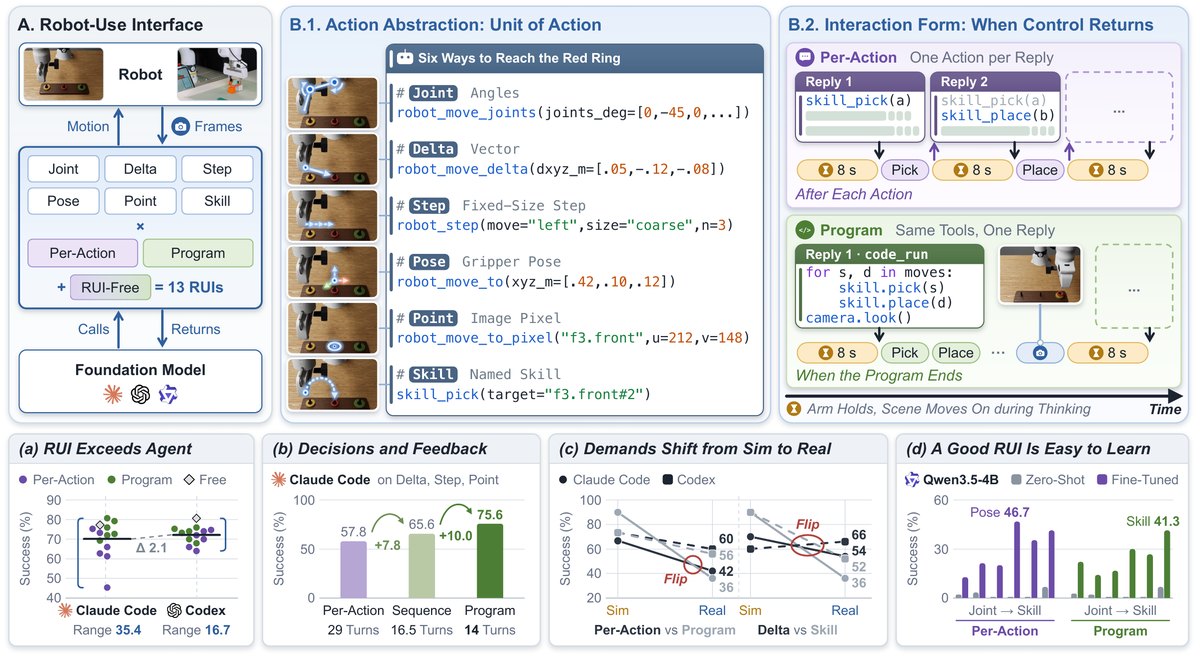 A. Robot-Use Interface
Robot
Motion
Frames
Joint
Delta
Step
Pose
Point
Skill
×
Per-Action
Program
+ RUI-Free = 13 RUIs
Calls
Returns
Foundation Model
B.1. Action Abstraction: Unit of Action
Six Ways to Reach the Red Ring
# Joint Angles
robot_move_joints(joints_deg=[0,-45,0,...])
# Delta Vector
robot_move_delta(dxyz_m=[.05,-.12,-.08])
# Step Fixed-Size Step
robot_step(move="left",size="coarse",n=3)
# Pose Gripper Pose
robot_move_to(xyz_m=[.42,.10,.12])
# Point Image Pixel
robot_move_to_pixel("f3.front",u=212,v=148)
# Skill Named Skill
skill_pick(target="f3.front#2")
B.2. Interaction Form: When Control Returns
Per-Action One Action per Reply
Reply 1
skill_pick(a)
Reply 2
skill_pick(a)
skill_place(b)
...
8 s
Pick
8 s
Place
8 s
After Each Action
</> Program Same Tools, One Reply
Reply 1 · code_run
for s, d in moves:
skill.pick(s)
skill.place(d)
camera.look()
...
8 s
Pick
Place
...
8 s
When the Program Ends
Arm Holds, Scene Moves On during Thinking
Time
(a) RUI Exceeds Agent
Per-Action
Program
Free
Success (%)
90
80
70
60
50
40
Δ 2.1
Claude Code
Codex
Range 35.4
Range 16.7
(b) Decisions and Feedback
Claude Code on Delta, Step, Point
Success (%)
100
50
0
57.8
+7.8
65.6
+10.0
75.6
Per-Action
Sequence
Program
29 Turns
16.5 Turns
14 Turns
(c) Demands Shift from Sim to Real
Claude Code
Codex
Success (%)
100
80
60
40
20
Flip
60
56
42
36
Flip
66
54
52
36
Sim
Real
Sim
Real
Per-Action vs Program
Delta vs Skill
(d) A Good RUI Is Easy to Learn
Qwen3.5-4B
Zero-Shot
Fine-Tuned
Success (%)
60
30
0
Pose 46.7
Skill 41.3
Joint → Skill
Joint → Skill
Per-Action
Program